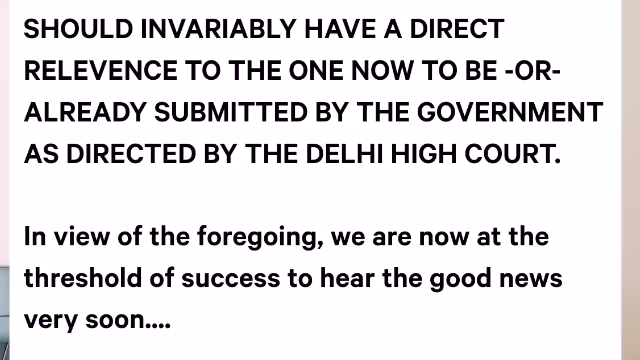 SHOULD INVARIABLY HAVE A DIRECT
RELEVENCE TO THE ONE NOW TO BE -OR-
ALREADY SUBMITTED BY THE GOVERNMENT
AS DIRECTED BY THE DELHI HIGH COURT.
In view of the foregoing, we are now at the
threshold of success to hear the good news
very soon....